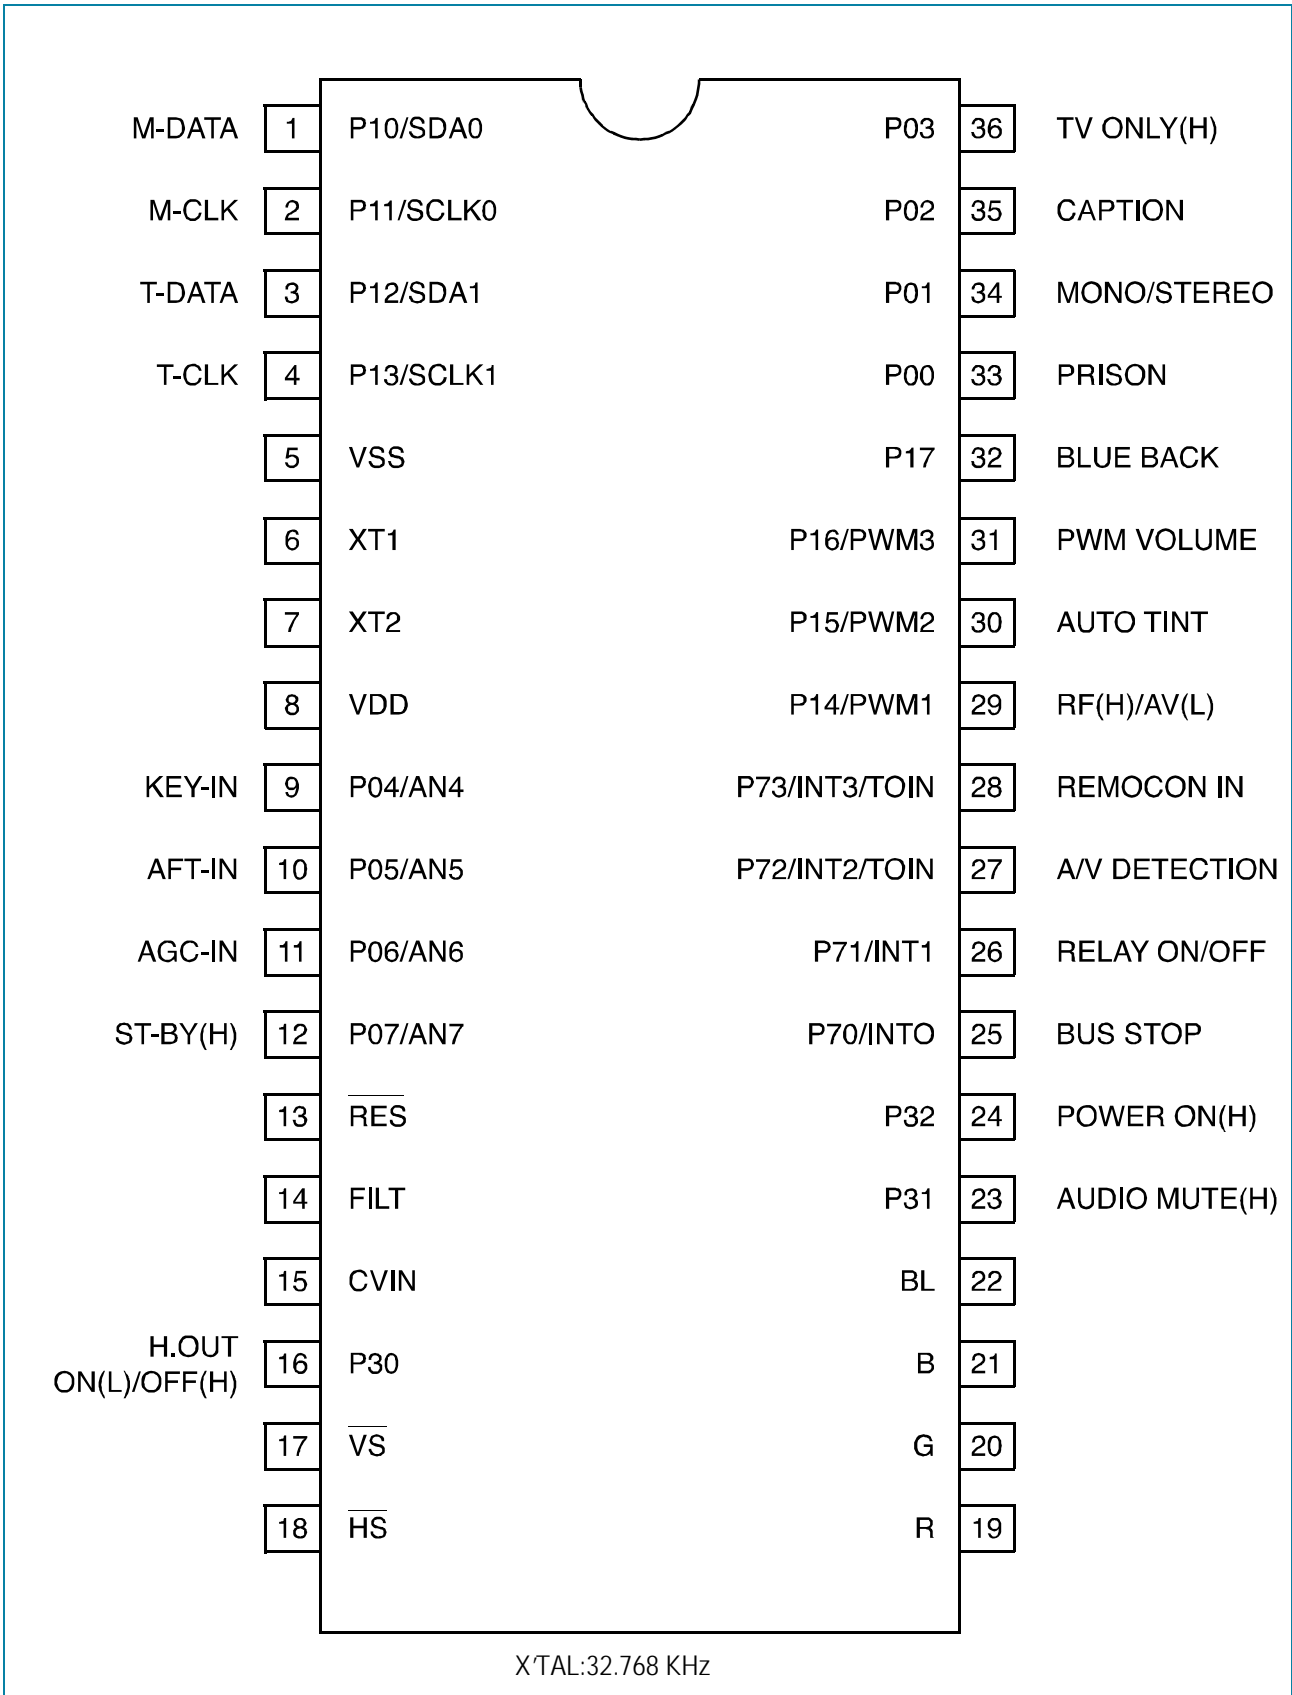 M-DATA 1 P10/SDA0 P03 36 TV ONLY(H)
M-CLK 2 P11/SCLK0 P02 35 CAPTION
T-DATA 3 P12/SDA1 P01 34 MONO/STEREO
T-CLK 4 P13/SCLK1 P00 33 PRISON
5 VSS P17 32 BLUE BACK
6 XT1 P16/PWM3 31 PWM VOLUME
7 XT2 P15/PWM2 30 AUTO TINT
8 VDD P14/PWM1 29 RF(H)/AV(L)
KEY-IN 9 P04/AN4 P73/INT3/TOIN 28 REMOCON IN
AFT-IN 10 P05/AN5 P72/INT2/TOIN 27 A/V DETECTION
AGC-IN 11 P06/AN6 P71/INT1 26 RELAY ON/OFF
ST-BY(H) 12 P07/AN7 P70/INTO 25 BUS STOP
13 R̅E̅S̅ P32 24 POWER ON(H)
14 FILT P31 23 AUDIO MUTE(H)
15 CVIN BL 22
H.OUT
ON(L)/OFF(H) 16 P30 B 21
17 V̅S̅ G 20
18 H̅S̅ R 19
X'TAL:32.768 KHz